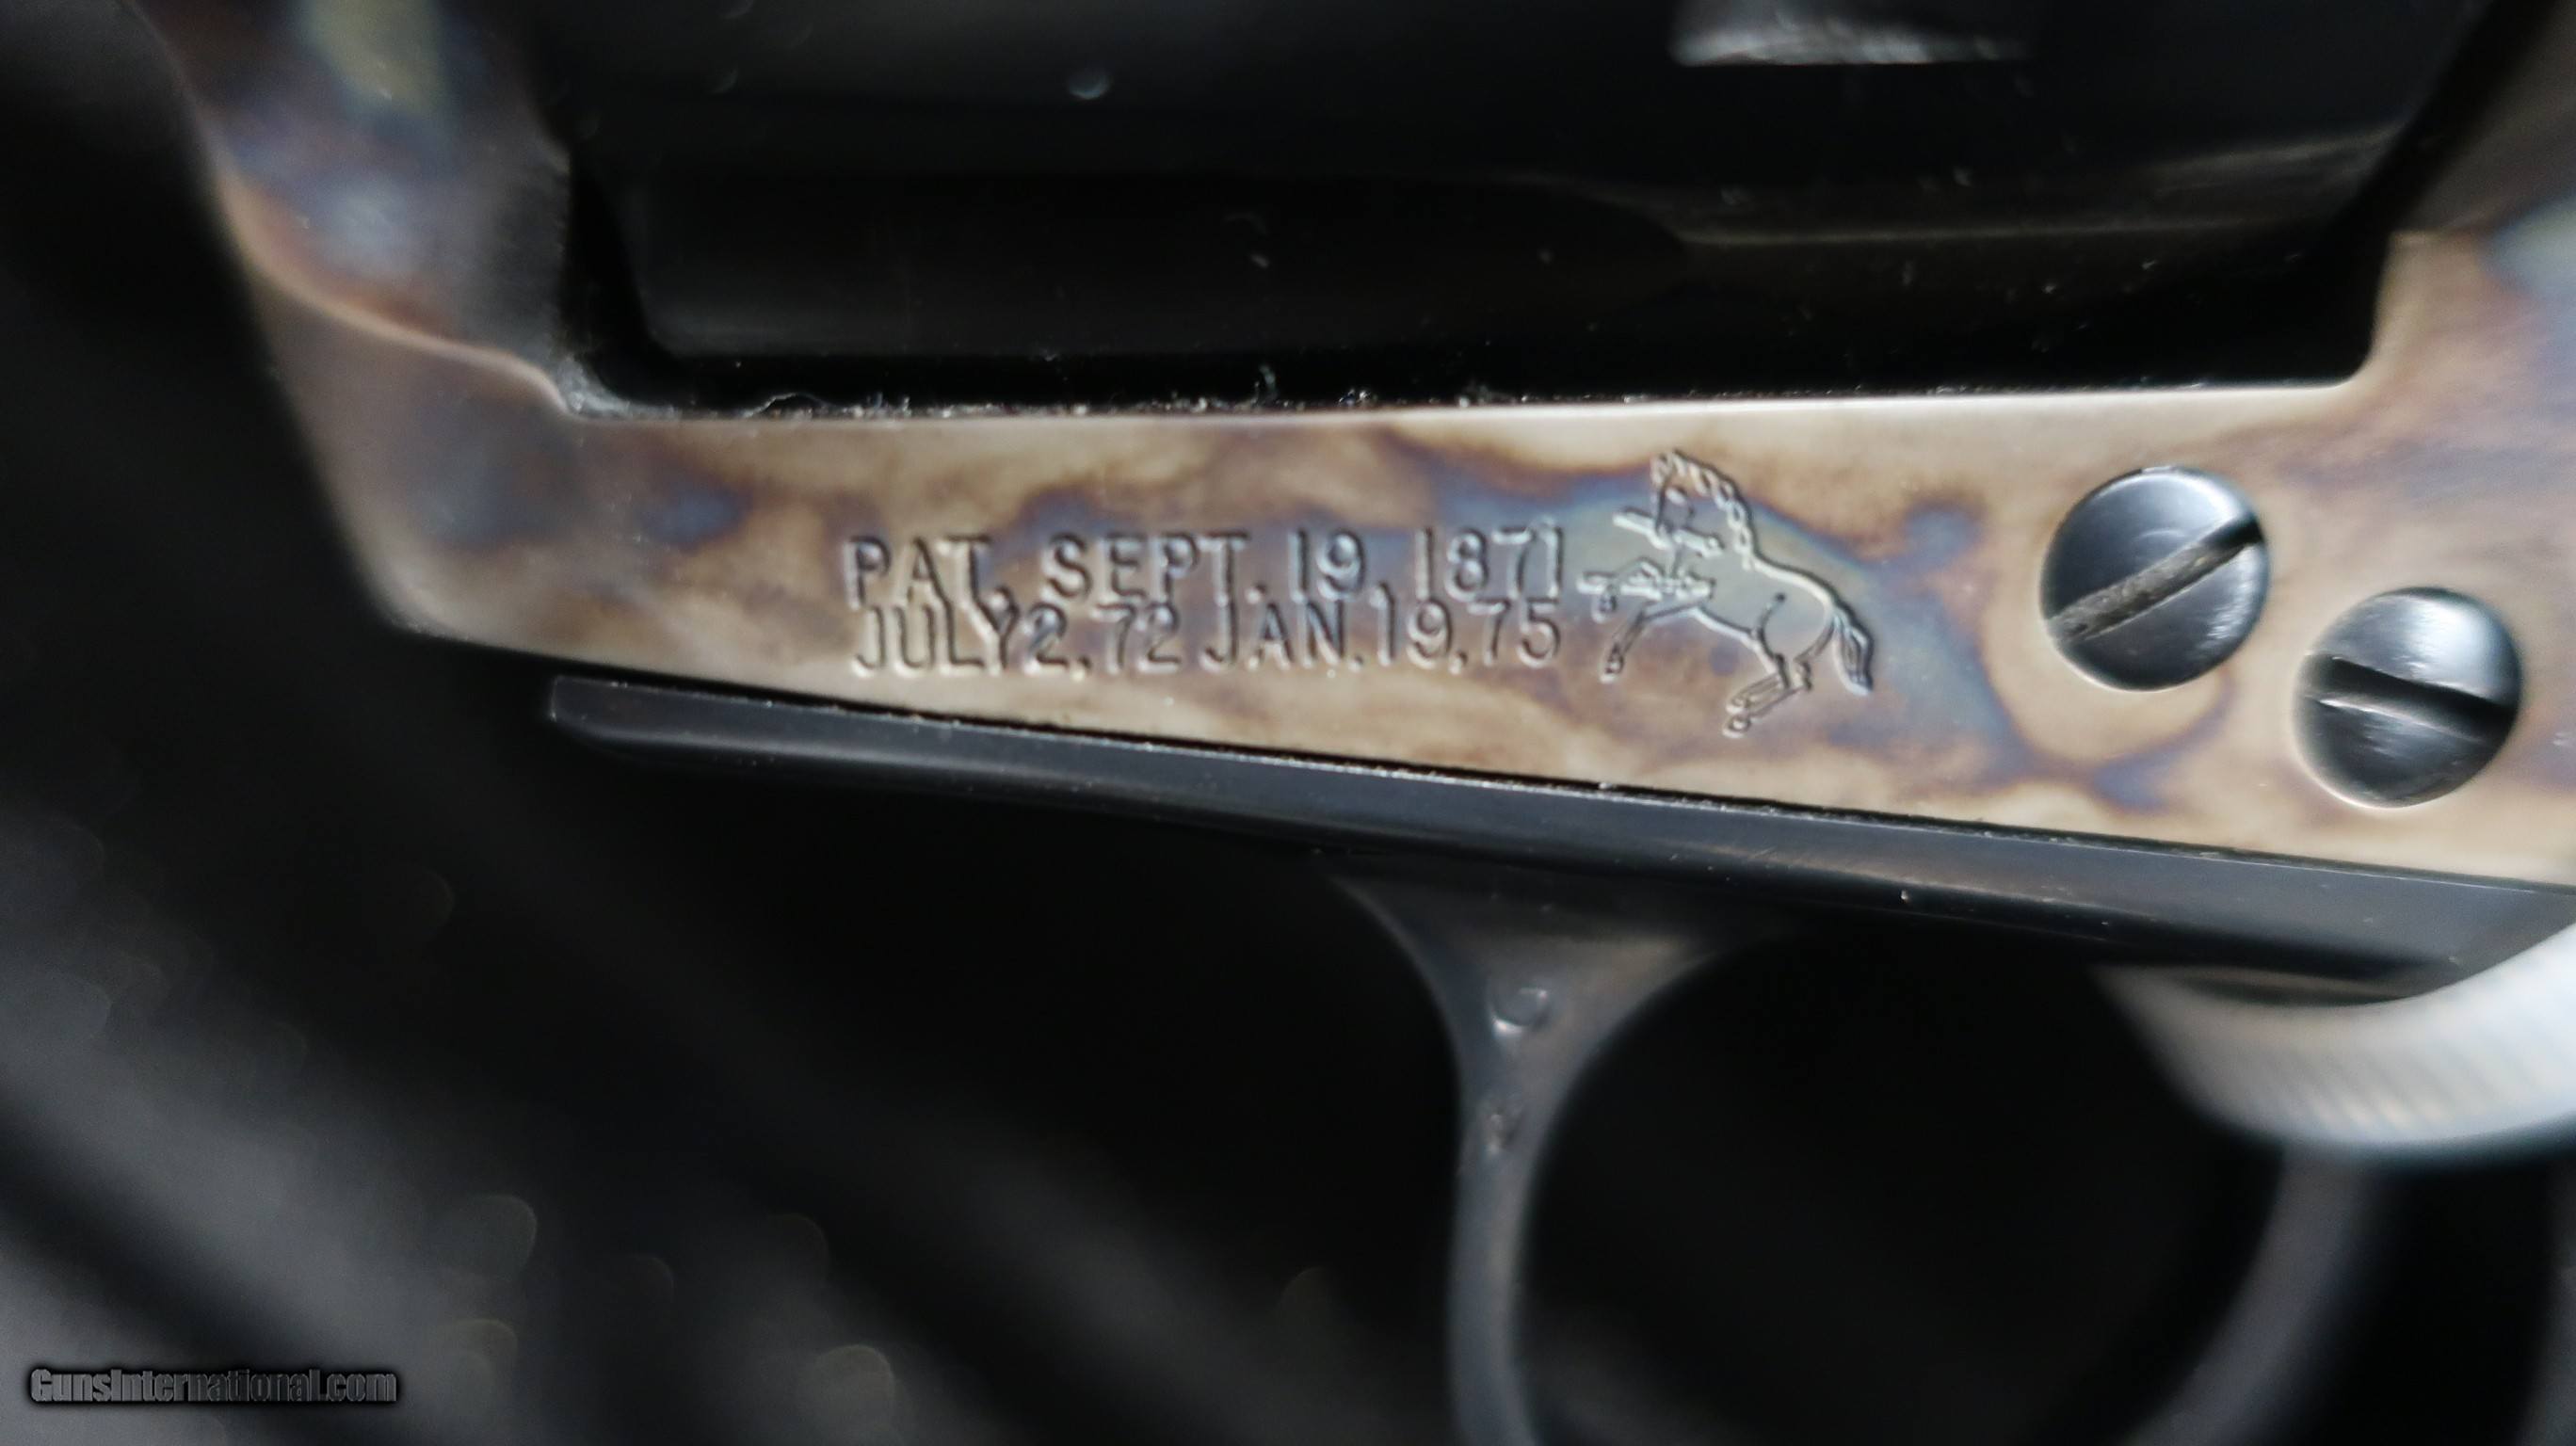 PAT. SEPT. 19, 1871
JULY 2, 72 JAN. 19, 75
GunsInternational.com